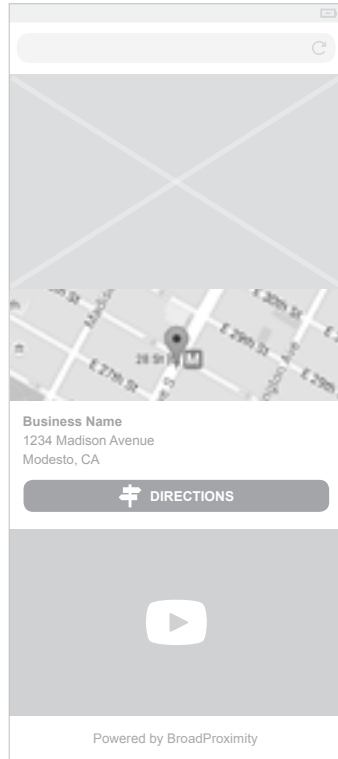 E 30th St
E 29th St
E 27th St
28 St
M
E 29th
Business Name
1234 Madison Avenue
Modesto, CA
DIRECTIONS
Powered by BroadProximity